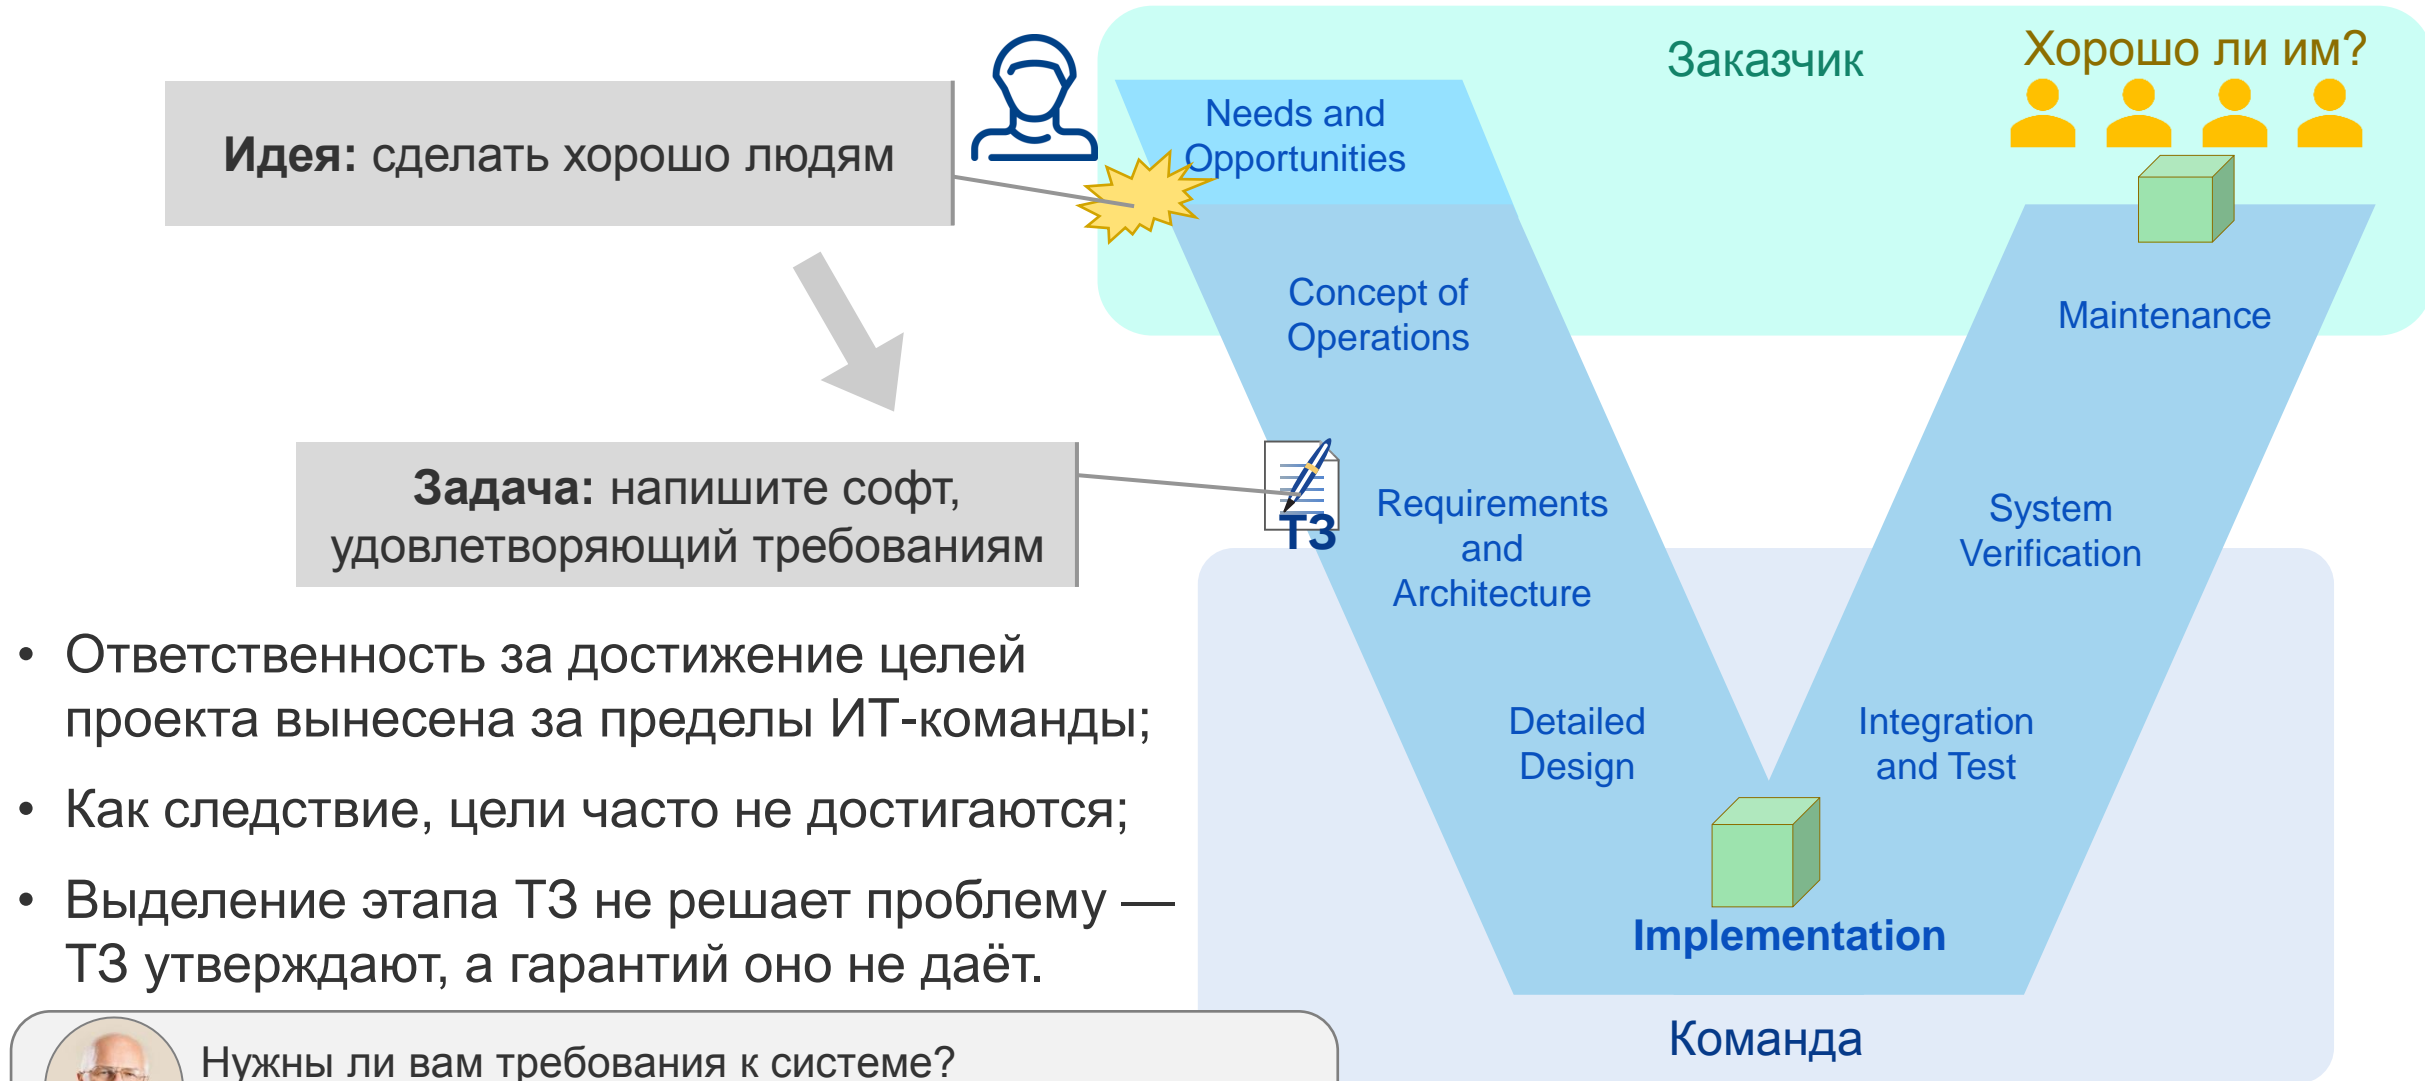 Заказчик
Хорошо ли им?
Needs and
Opportunities
Идея: сделать хорошо людям
Concept of
Operations
Maintenance
Задача: напишите софт,
удовлетворяющий требованиям
ТЗ
Requirements
and
Architecture
System
Verification
• Ответственность за достижение целей
проекта вынесена за пределы ИТ-команды;
• Как следствие, цели часто не достигаются;
• Выделение этапа ТЗ не решает проблему —
ТЗ утверждают, а гарантий оно не даёт.
Detailed
Design
Integration
and Test
Implementation
Команда
Нужны ли вам требования к системе?